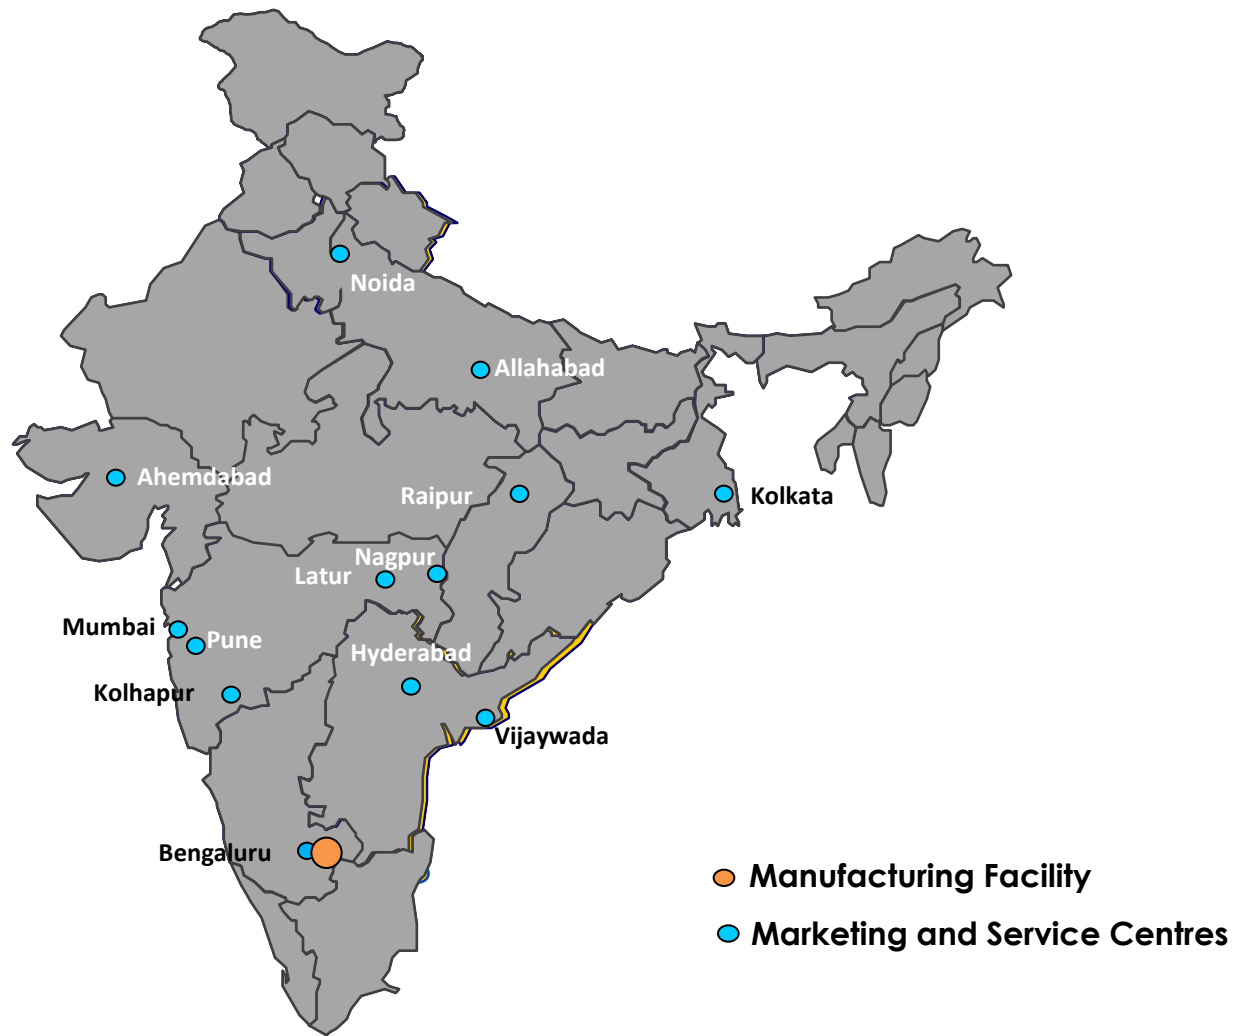 Noida
Allahabad
Ahemdabad
Raipur
Kolkata
Nagpur
Latur
Mumbai
Pune
Hyderabad
Kolhapur
Vijaywada
Bengaluru
Manufacturing Facility
Marketing and Service Centres